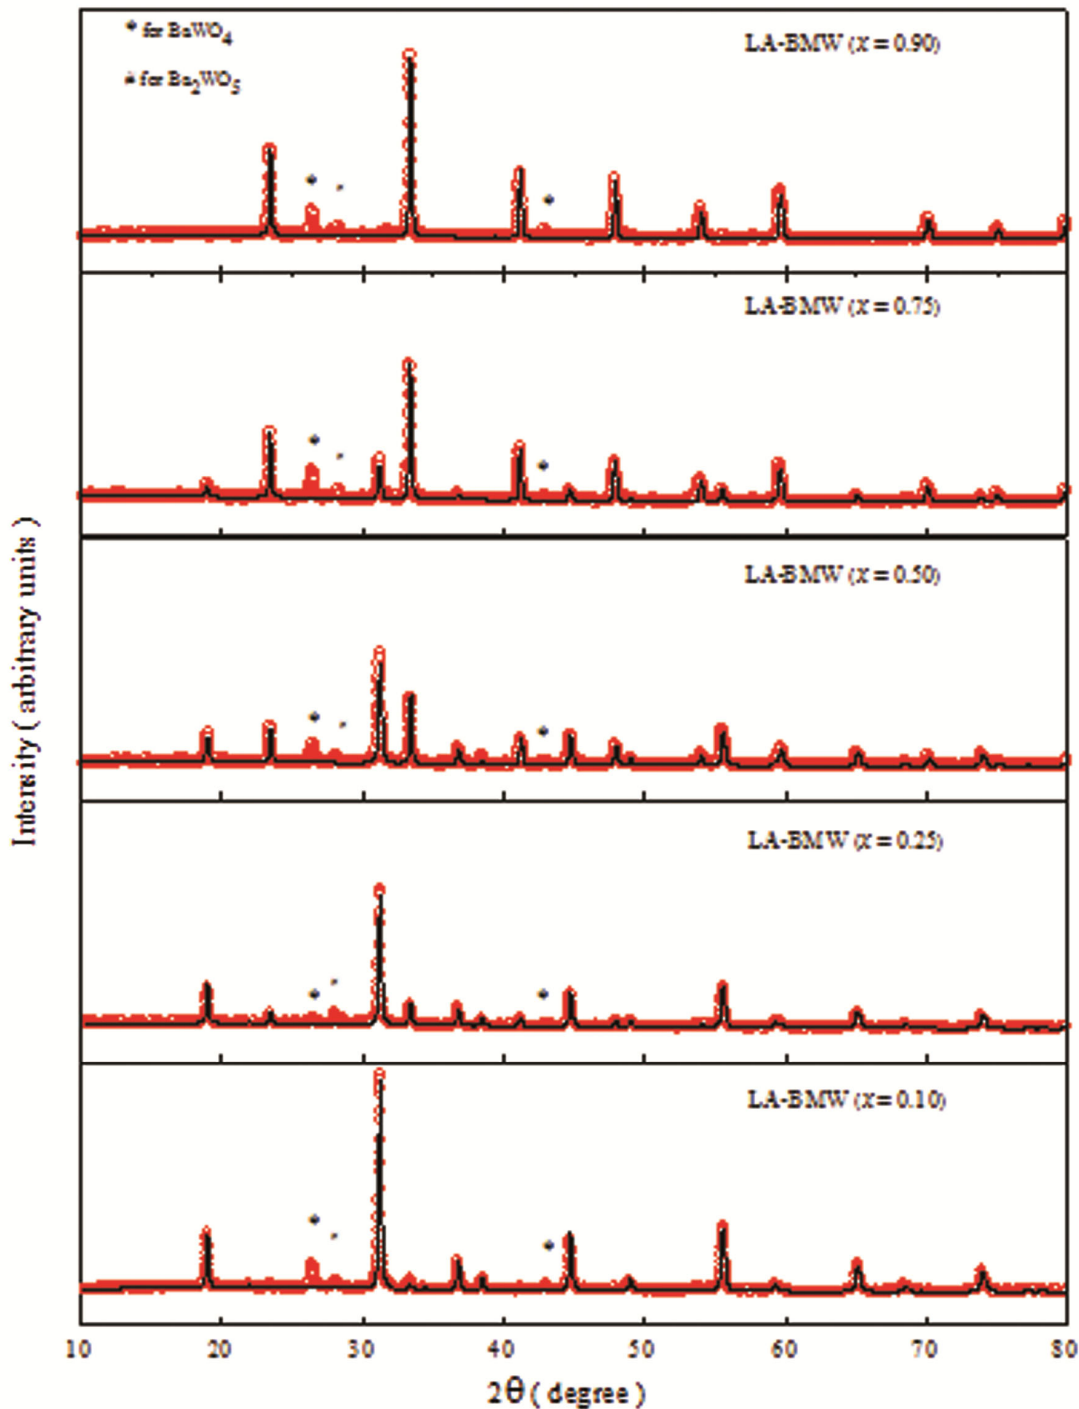 * for BaWO4
* for Ba2WO5
LA-BMW (x = 0.90)
LA-BMW (x = 0.75)
LA-BMW (x = 0.50)
LA-BMW (x = 0.25)
LA-BMW (x = 0.10)
Intensity ( arbitrary units )
10 20 30 40 50 60 70 80
2θ ( degree )